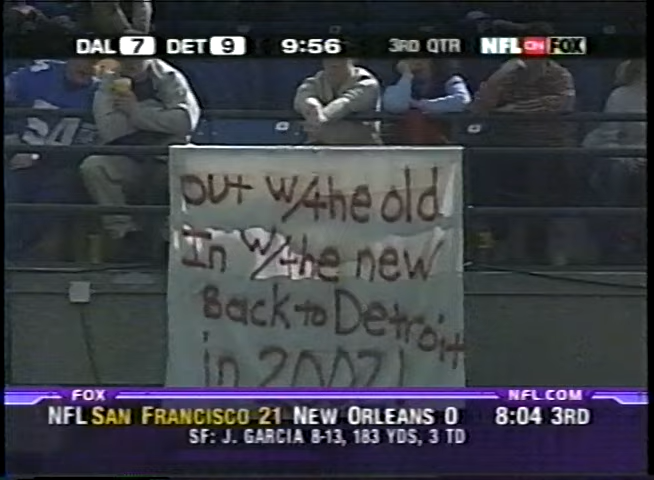 DAL 7 DET 9 9:56 3RD QTR NFL ON FOX
out w/the old
In w/the new
Back to Detroit
in 2002!
FOX NFL.COM
NFL SAN FRANCISCO 21 NEW ORLEANS 0 8:04 3RD
SF: J. GARCIA 8-13, 183 YDS, 3 TD